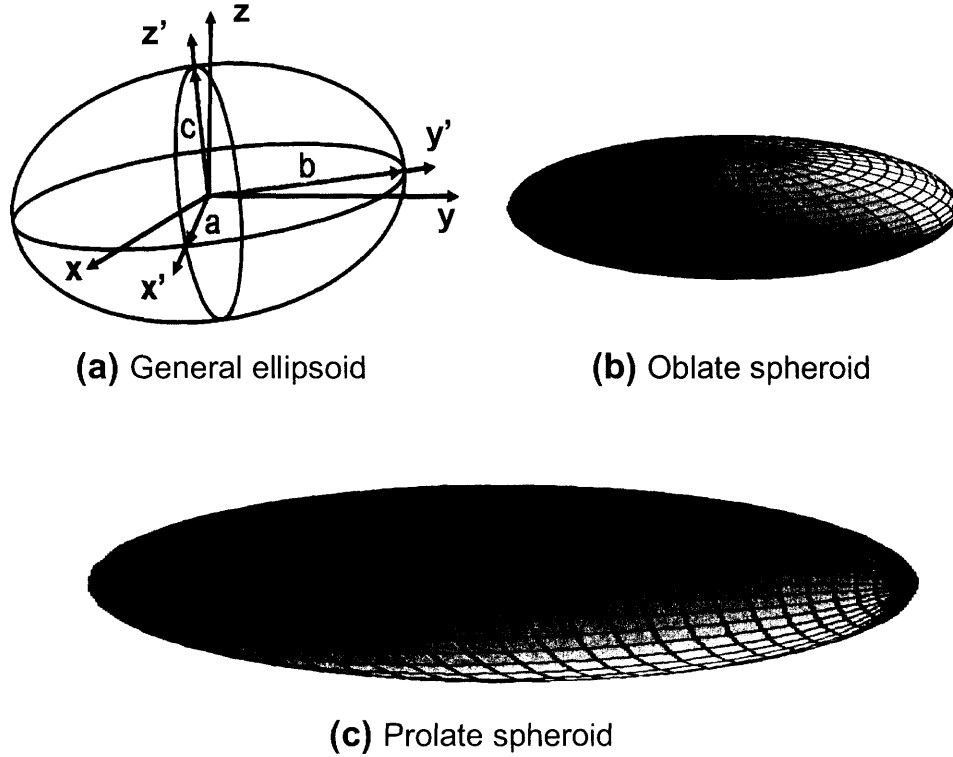 z
z’
c
y’
b
y
a
x
x’
(a) General ellipsoid
(b) Oblate spheroid
(c) Prolate spheroid